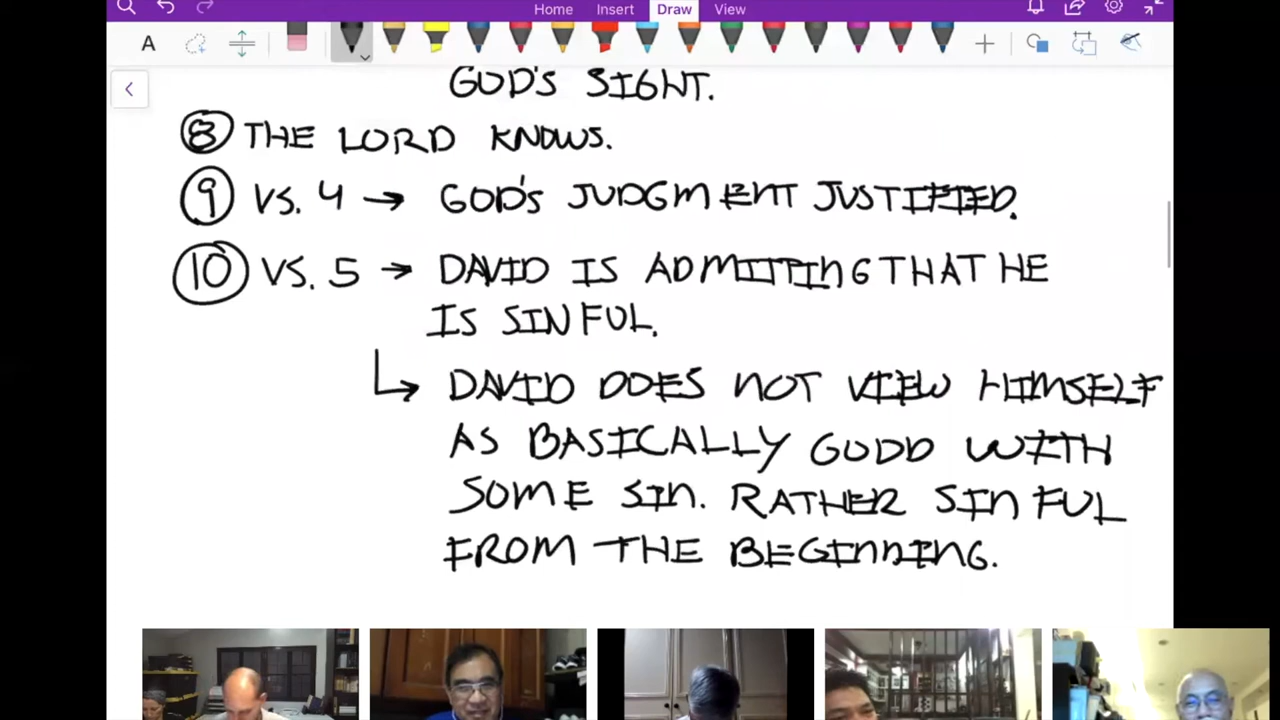 Home Insert Draw View
A
GOD'S SIGHT.
8 THE LORD KNOWS.
9 VS. 4 → GOD'S JUDGMENT JUSTIFIED.
10 VS. 5 → DAVID IS ADMITTING THAT HE
IS SINFUL.
↳ DAVID DOES NOT VIEW HIMSELF
AS BASICALLY GOOD WITH
SOME SIN. RATHER SINFUL
FROM THE BEGINNING.